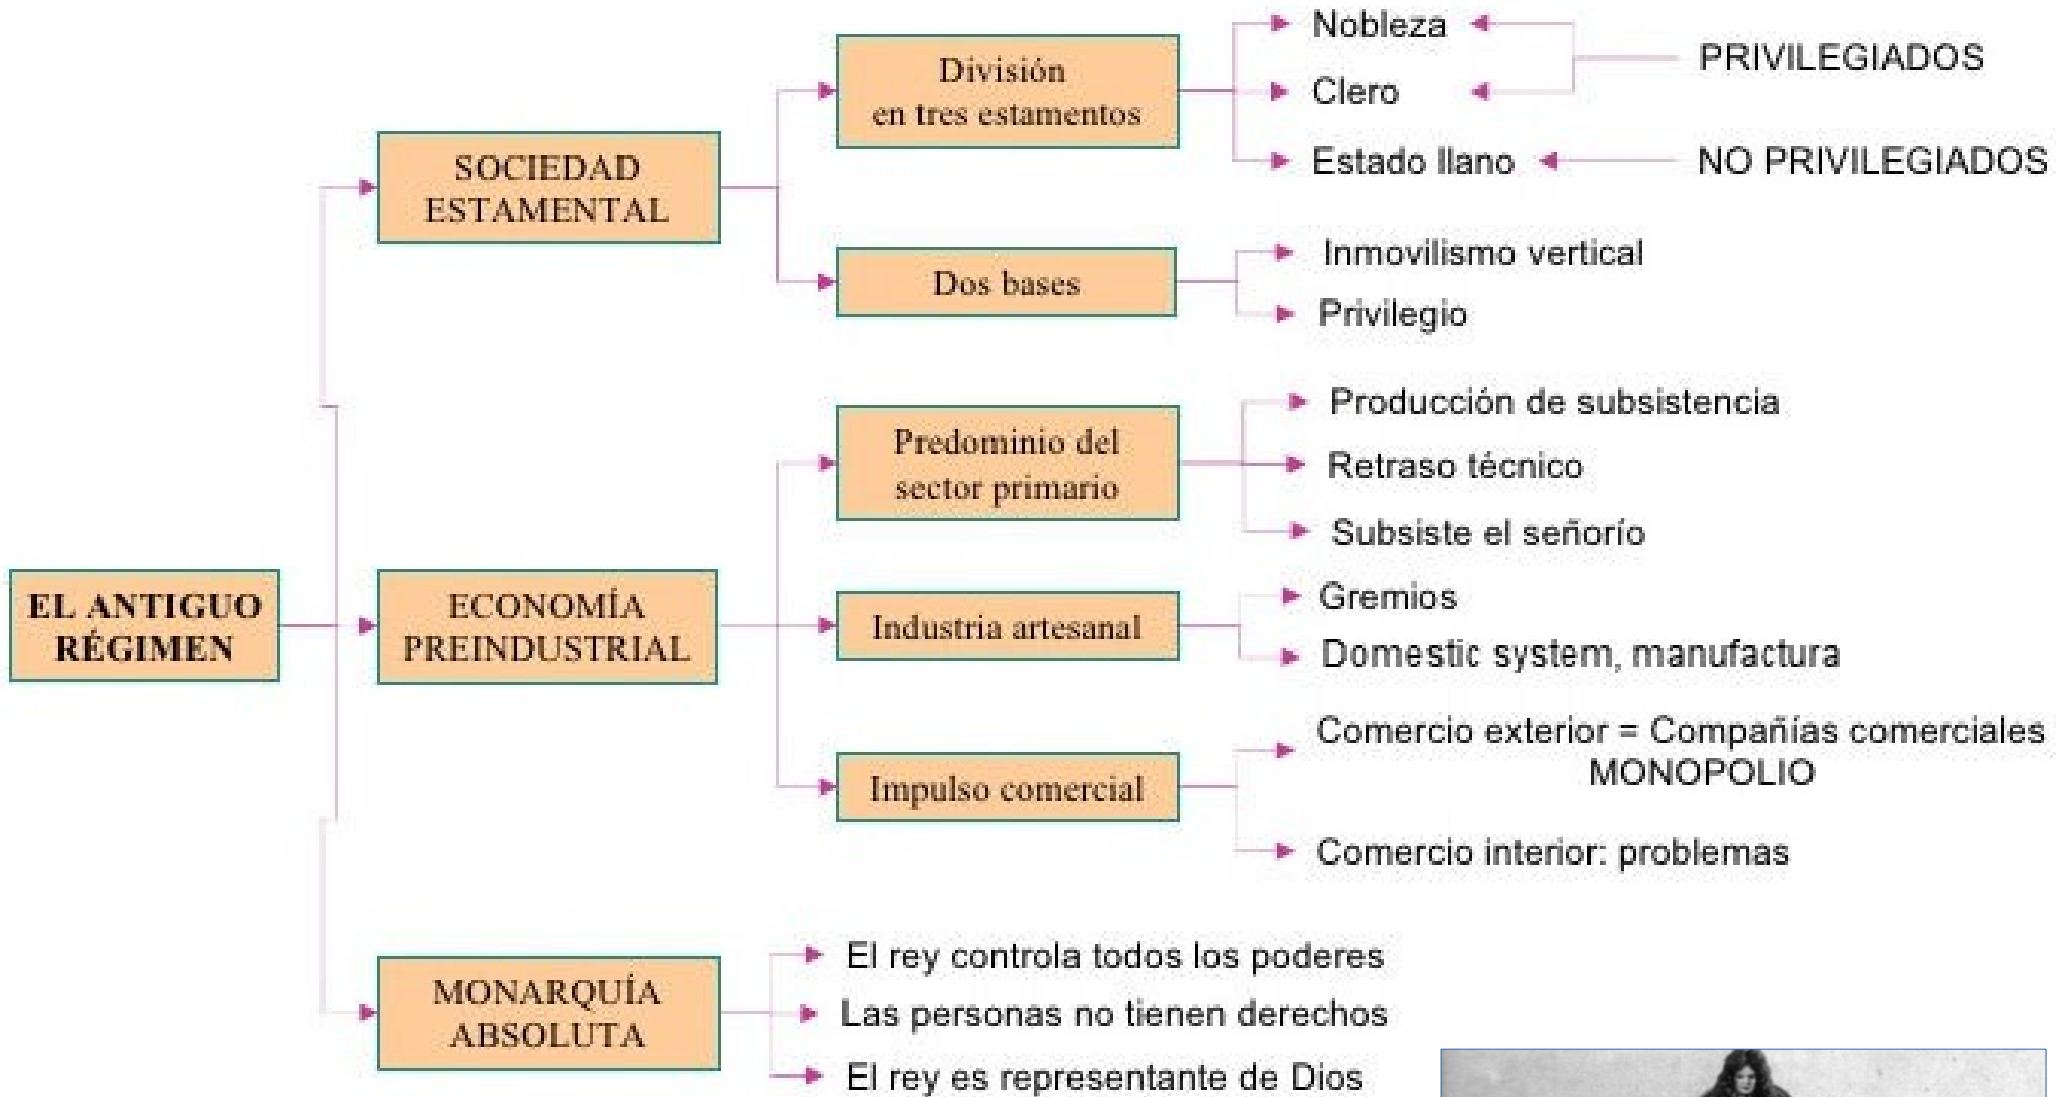 EL ANTIGUO
RÉGIMEN
SOCIEDAD
ESTAMENTAL
División
en tres estamentos
Nobleza
Clero
PRIVILEGIADOS
Estado llano
NO PRIVILEGIADOS
Dos bases
Inmovilismo vertical
Privilegio
ECONOMÍA
PREINDUSTRIAL
Predominio del
sector primario
Producción de subsistencia
Retraso técnico
Subsiste el señorío
Industria artesanal
Gremios
Domestic system, manufactura
Impulso comercial
Comercio exterior = Compañías comerciales
MONOPOLIO
Comercio interior: problemas
MONARQUÍA
ABSOLUTA
El rey controla todos los poderes
Las personas no tienen derechos
El rey es representante de Dios